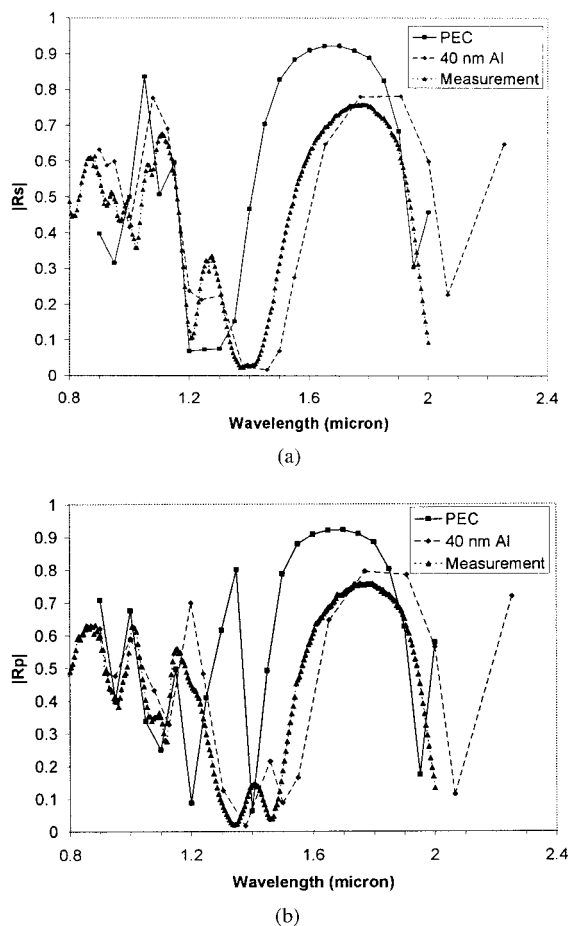 1
0.9
0.8
0.7
0.6
0.5
0.4
0.3
0.2
0.1
0
|Rs|
PEC
40 nm Al
Measurement
0.8 1.2 1.6 2 2.4
Wavelength (micron)
(a)
1
0.9
0.8
0.7
0.6
0.5
0.4
0.3
0.2
0.1
0
|Rp|
PEC
40 nm Al
Measurement
0.8 1.2 1.6 2 2.4
Wavelength (micron)
(b)